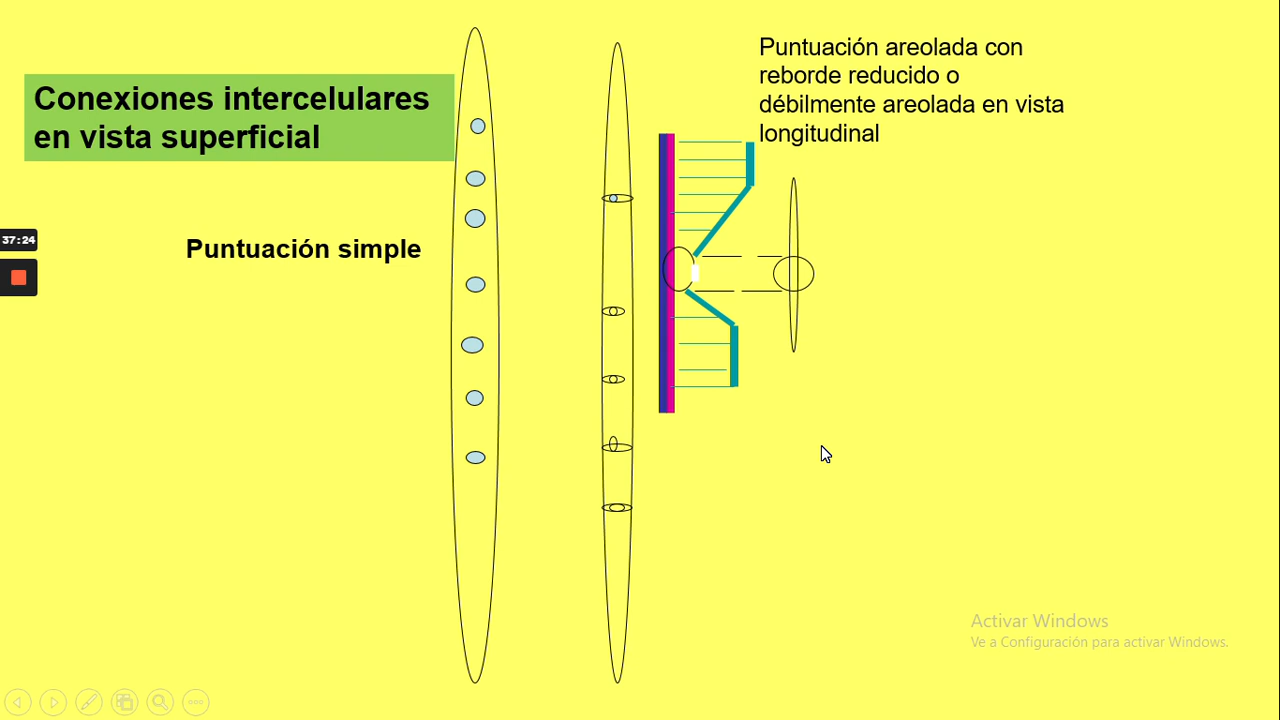 Conexiones intercelulares
en vista superficial
Puntuación simple
Puntuación areolada con
reborde reducido o
débilmente areolada en vista
longitudinal
37:24
Activar Windows
Ve a Configuración para activar Windows.